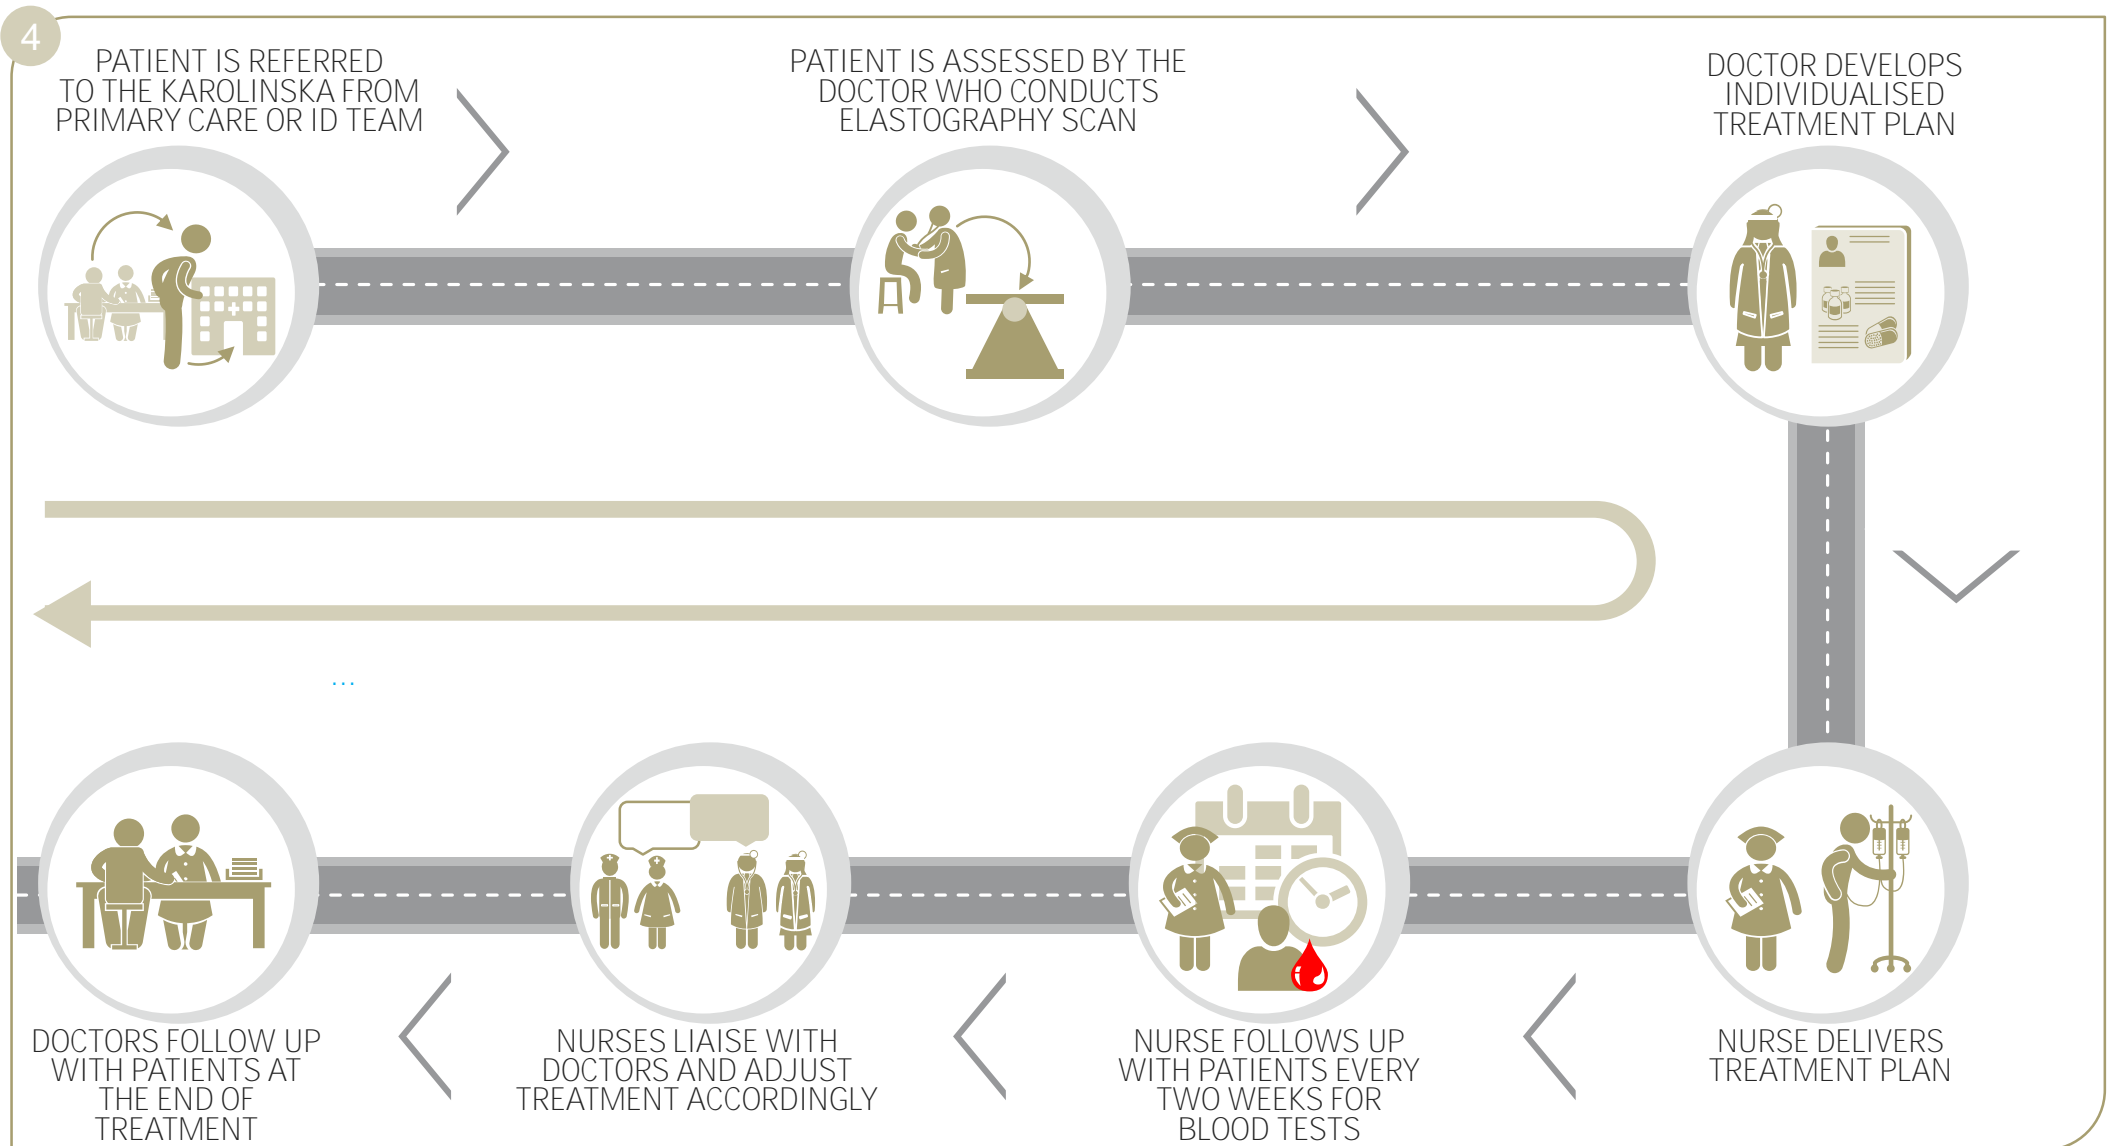 4
PATIENT IS REFERRED
TO THE KAROLINSKA FROM
PRIMARY CARE OR ID TEAM
PATIENT IS ASSESSED BY THE
DOCTOR WHO CONDUCTS
ELASTOGRAPHY SCAN
DOCTOR DEVELOPS
INDIVIDUALISED
TREATMENT PLAN
...
DOCTORS FOLLOW UP
WITH PATIENTS AT
THE END OF
TREATMENT
NURSES LIAISE WITH
DOCTORS AND ADJUST
TREATMENT ACCORDINGLY
NURSE FOLLOWS UP
WITH PATIENTS EVERY
TWO WEEKS FOR
BLOOD TESTS
NURSE DELIVERS
TREATMENT PLAN